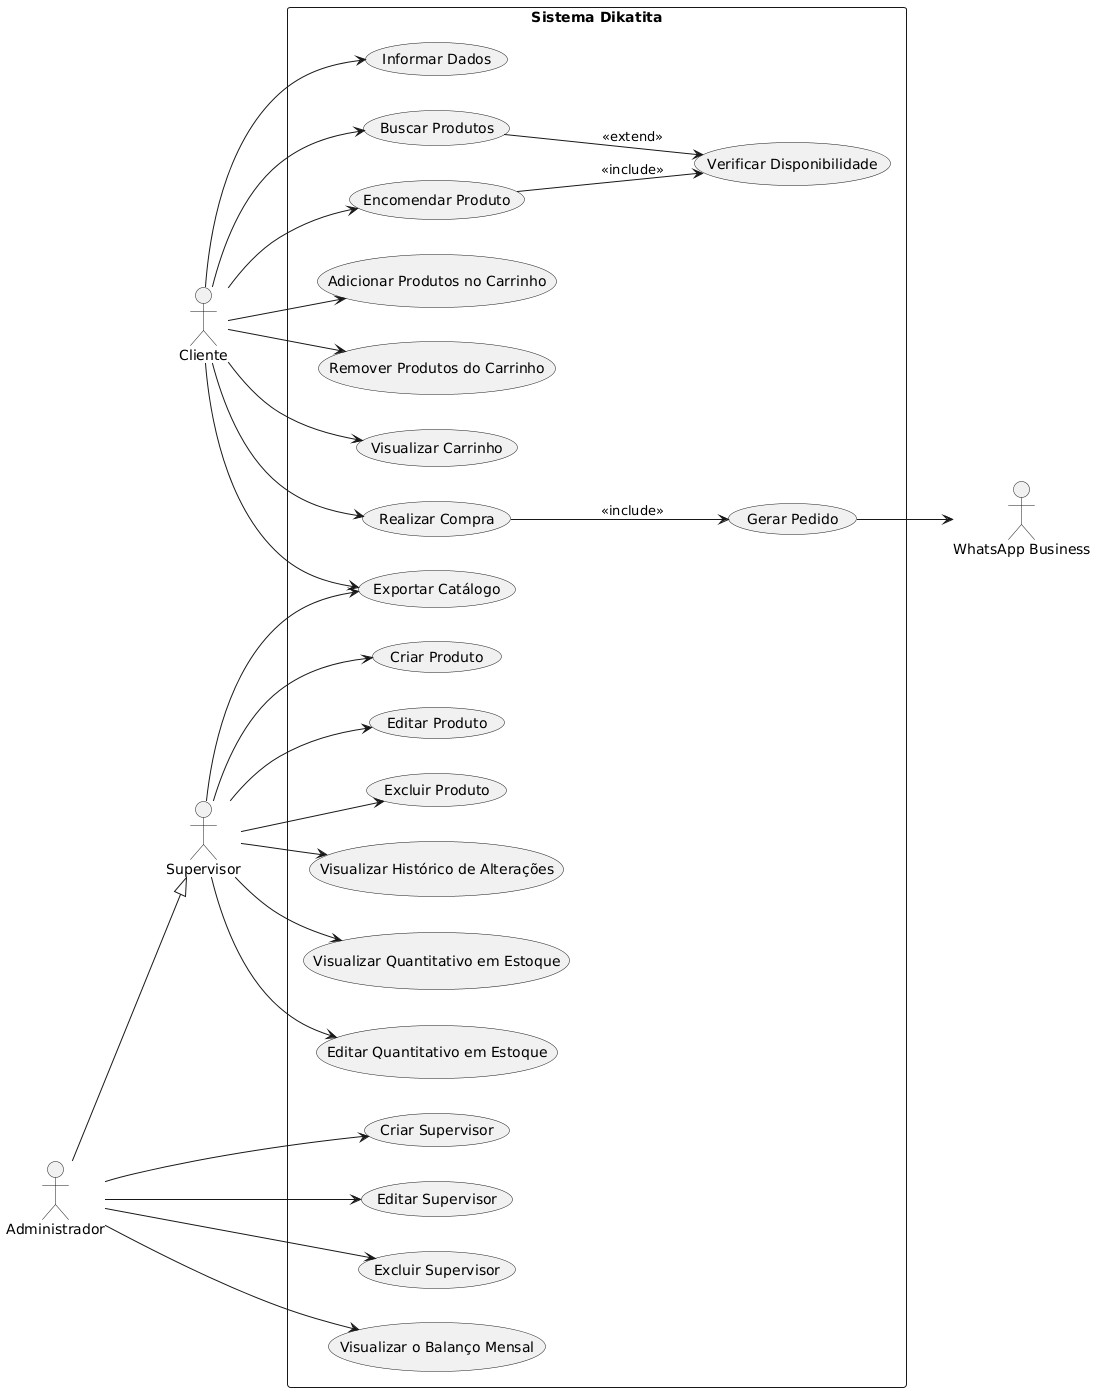 Sistema Dikatita
Informar Dados
Buscar Produtos
«extend»
Verificar Disponibilidade
«include»
Encomendar Produto
Adicionar Produtos no Carrinho
Cliente
Remover Produtos do Carrinho
Visualizar Carrinho
Realizar Compra
«include»
Gerar Pedido
WhatsApp Business
Exportar Catálogo
Criar Produto
Editar Produto
Excluir Produto
Supervisor
Visualizar Histórico de Alterações
Visualizar Quantitativo em Estoque
Editar Quantitativo em Estoque
Criar Supervisor
Editar Supervisor
Administrador
Excluir Supervisor
Visualizar o Balanço Mensal